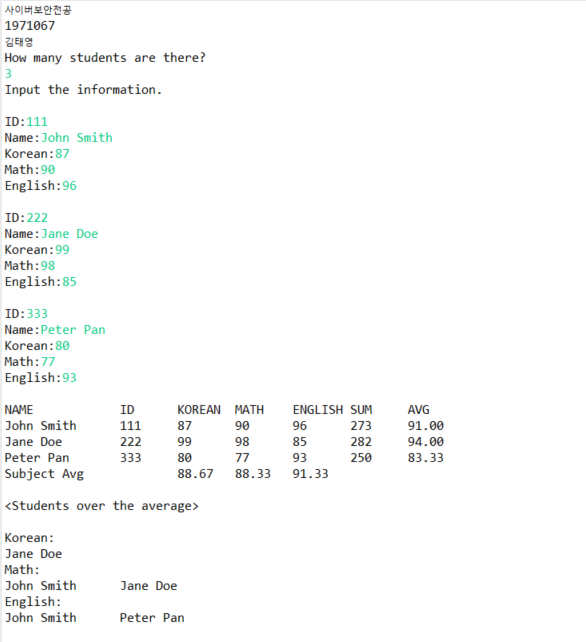 사이버보안전공
1971067
김태영
How many students are there?
3
Input the information.

ID:111
Name:John Smith
Korean:87
Math:90
English:96

ID:222
Name:Jane Doe
Korean:99
Math:98
English:85

ID:333
Name:Peter Pan
Korean:80
Math:77
English:93

NAME ID KOREAN MATH ENGLISH SUM AVG
John Smith 111 87 90 96 273 91.00
Jane Doe 222 99 98 85 282 94.00
Peter Pan 333 80 77 93 250 83.33
Subject Avg 88.67 88.33 91.33

<Students over the average>

Korean:
Jane Doe
Math:
John Smith Jane Doe
English:
John Smith Peter Pan